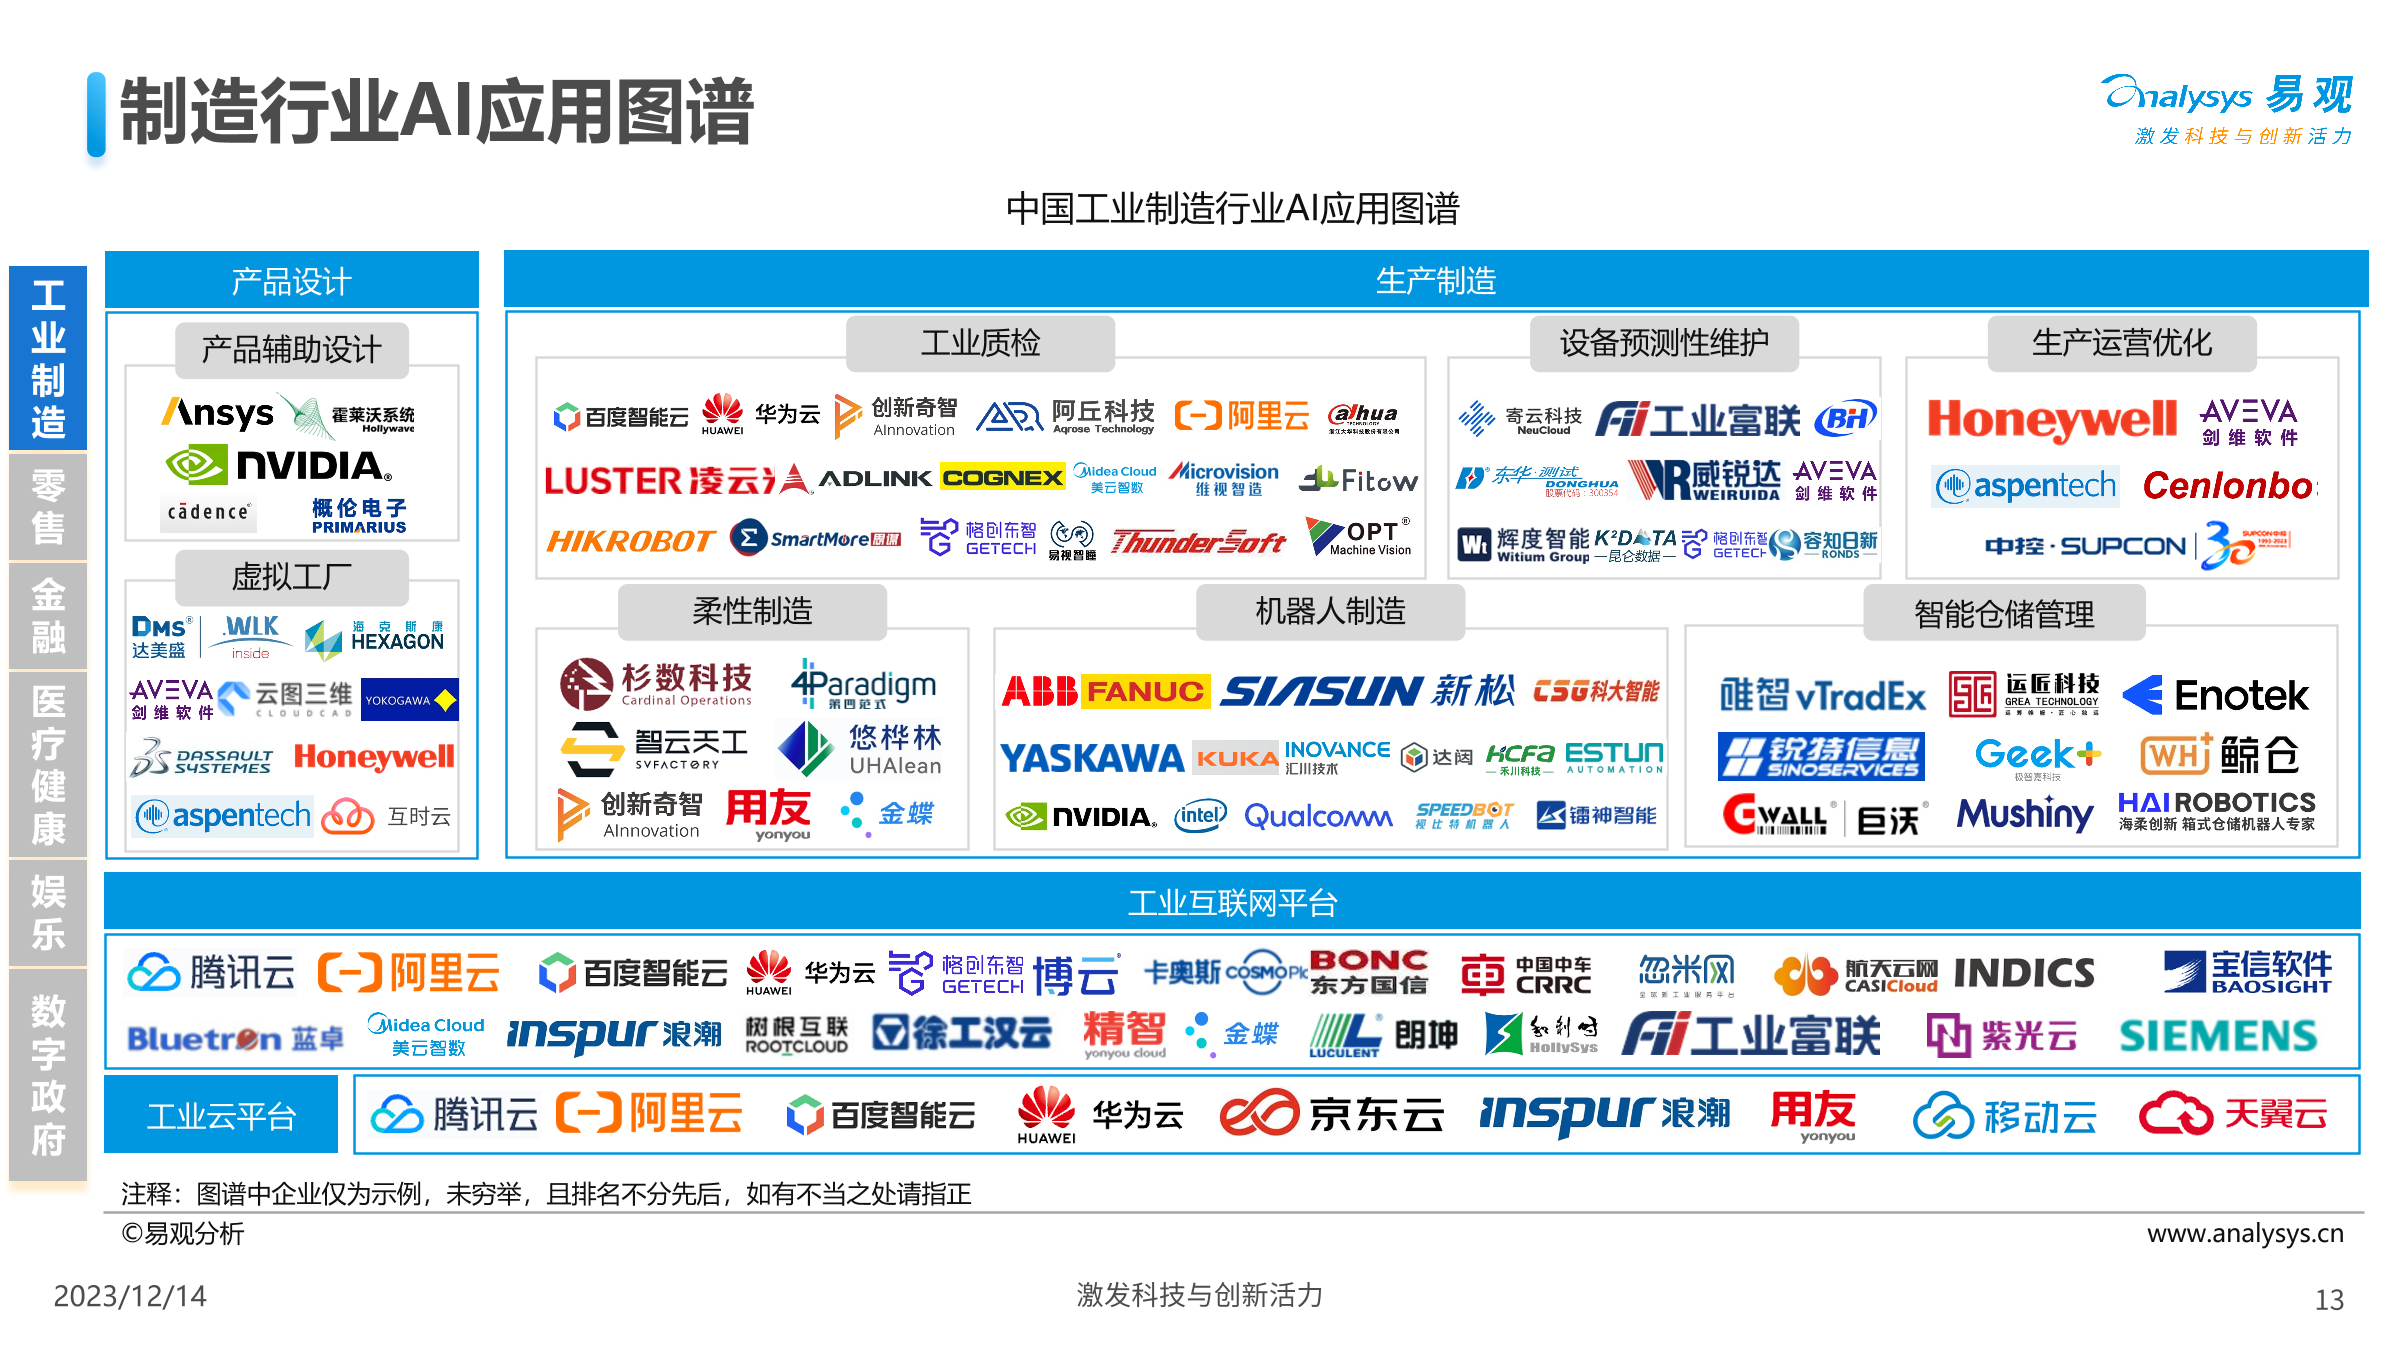 制造行业AI应用图谱
analysys 易观
激发科技与创新活力
中国工业制造行业AI应用图谱
工业制造
零售
金融
医疗健康
娱乐
数字政府
产品设计
产品辅助设计
Ansys 霍莱沃系统 Hollywave
NVIDIA.
cādence 概伦电子 PRIMARIUS
虚拟工厂
DMS 达美盛 .WLK inside 海克斯康 HEXAGON
AVEVA 剑维软件 云图三维 CLOUDCAD YOKOGAWA
DASSAULT SYSTEMES Honeywell
aspentech 互时云
生产制造
工业质检
百度智能云 HUAWEI 华为云 创新奇智 AInnovation 阿丘科技 Aqrose Technology 阿里云 alhua TECHNOLOGY
LUSTER 凌云 ADLINK COGNEX Midea Cloud 美云智数 Microvision 维视智造 Fitow
HIKROBOT SmartMore 思谋 格创东智 GETECH 易视智瞳 ThunderSoft OPT Machine Vision
设备预测性维护
寄云科技 NeuCloud Fii 工业富联 BH
东华·测试 DONGHUA 股票代码：300354 VR 威锐达 WEIRUIDA AVEVA 剑维软件
Wt 辉度智能 Witium Group K²DATA 昆仑数据 格创东智 GETECH 容知日新 RONDS
生产运营优化
Honeywell AVEVA 剑维软件
aspentech Cenlonbo
中控·SUPCON 30 SUPCON中控 1993-2023
柔性制造
杉数科技 Cardinal Operations 4Paradigm 第四范式
智云天工 SVFACTORY 悠桦林 UHAlean
创新奇智 AInnovation 用友 yonyou 金蝶
机器人制造
ABB FANUC SIASUN 新松 CSG科大智能
YASKAWA KUKA INOVANCE 汇川技术 达闼 HCFA 禾川科技 ESTUN AUTOMATION
NVIDIA. intel Qualcomm SPEEDBOT 视比特机器人 镭神智能
智能仓储管理
唯智 vTradEx 运匠科技 GREA TECHNOLOGY Enotek
锐特信息 SINOSERVICES Geek+ 极智嘉科技 WH 鲸仓
GWALL 巨沃 Mushiny HAI ROBOTICS 海柔创新 箱式仓储机器人专家
工业互联网平台
腾讯云 阿里云 百度智能云 HUAWEI 华为云 格创东智 GETECH 博云 卡奥斯 COSMOPl BONC 东方国信 中国中车 CRRC 忽米网 航天云网 CASICloud INDICS 宝信软件 BAOSIGHT
Bluetron 蓝卓 Midea Cloud 美云智数 inspur 浪潮 树根互联 ROOTCLOUD 徐工汉云 精智 yonyou cloud 金蝶 LUCULENT 朗坤 和利时 HollySys Fii 工业富联 紫光云 SIEMENS
工业云平台
腾讯云 阿里云 百度智能云 HUAWEI 华为云 京东云 inspur 浪潮 用友 yonyou 移动云 天翼云
注释：图谱中企业仅为示例，未穷举，且排名不分先后，如有不当之处请指正
©易观分析
www.analysys.cn
2023/12/14
激发科技与创新活力
13